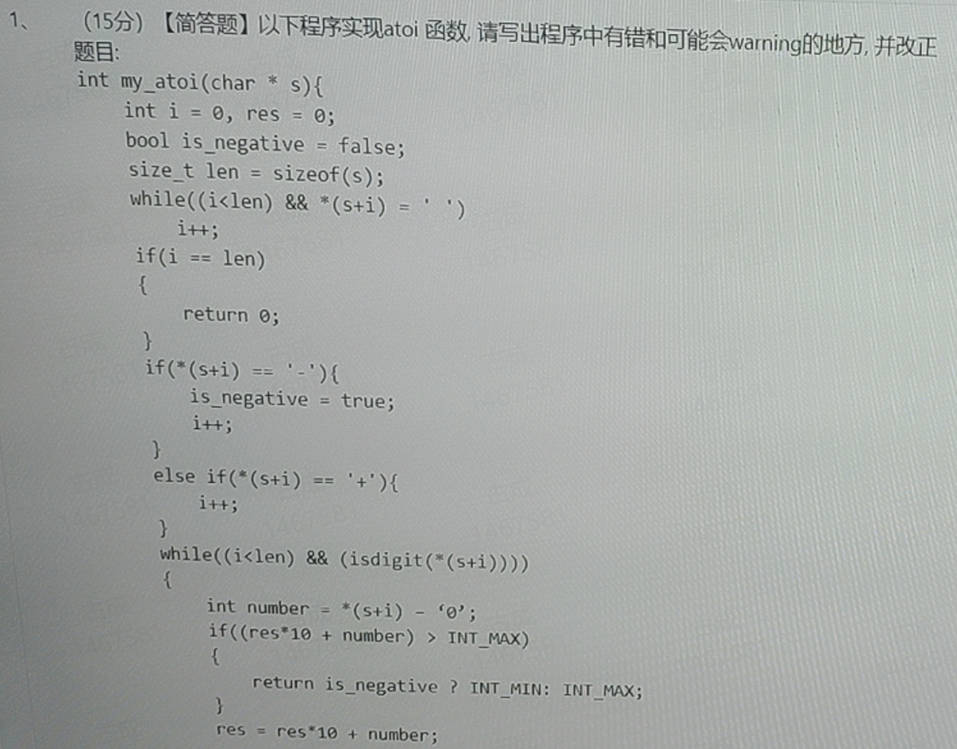 1、 （15分）【简答题】以下程序实现atoi 函数, 请写出程序中有错和可能会warning的地方, 并改正
题目:
int my_atoi(char * s){
int i = 0, res = 0;
bool is_negative = false;
size_t len = sizeof(s);
while((i<len) && *(s+i) = ' ')
i++;
if(i == len)
{
return 0;
}
if(*(s+i) == '-'){
is_negative = true;
i++;
}
else if(*(s+i) == '+'){
i++;
}
while((i<len) && (isdigit(*(s+i))))
{
int number = *(s+i) - ‘0’;
if((res*10 + number) > INT_MAX)
{
return is_negative ? INT_MIN: INT_MAX;
}
res = res*10 + number;